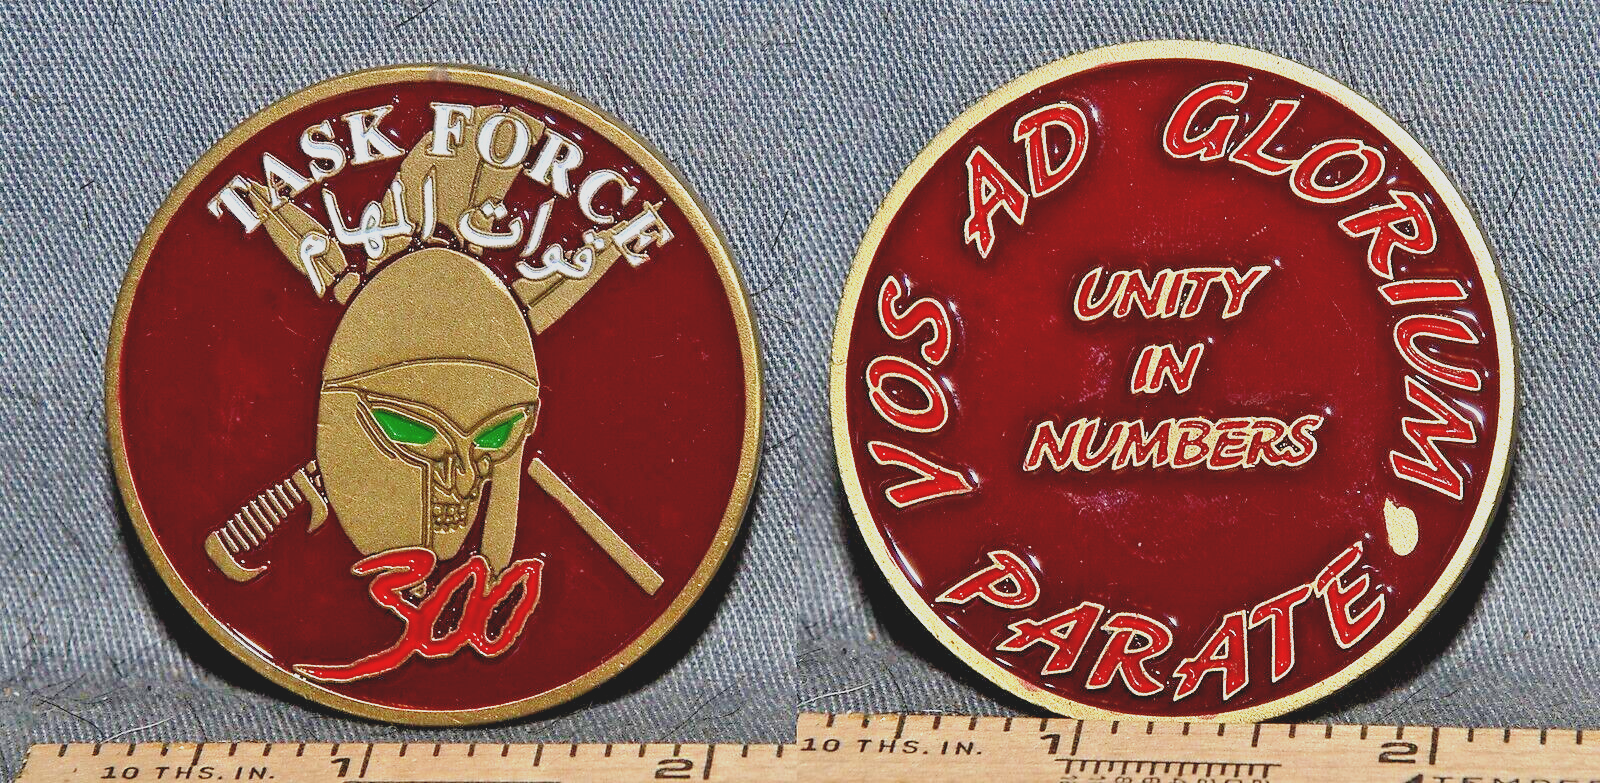 TASK FORCE
قوات المهام
300
VOS AD GLORIUM
UNITY
IN
NUMBERS
PARATE
10 THS. IN. 1 2
10 THS. IN. 1 2